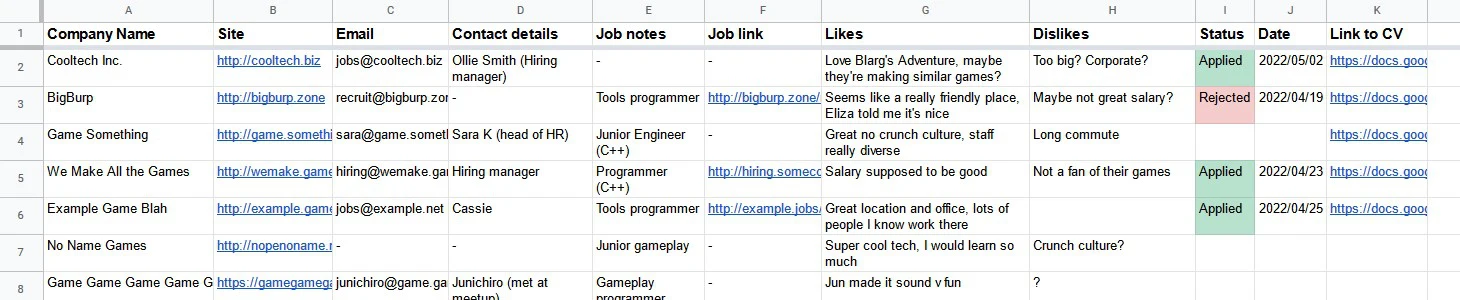 A B C D E F G H I J K
1 Company Name Site Email Contact details Job notes Job link Likes Dislikes Status Date Link to CV
2 Cooltech Inc. http://cooltech.biz jobs@cooltech.biz Ollie Smith (Hiring - - Love Blarg's Adventure, maybe Too big? Corporate? Applied 2022/05/02 https://docs.goog
manager) they're making similar games?
3 BigBurp http://bigburp.zone recruit@bigburp.zon - Tools programmer http://bigburp.zone/ Seems like a really friendly place, Maybe not great salary? Rejected 2022/04/19 https://docs.goog
Eliza told me it's nice
4 Game Something http://game.somethi sara@game.someth Sara K (head of HR) Junior Engineer - Great no crunch culture, staff Long commute https://docs.goog
(C++) really diverse
5 We Make All the Games http://wemake.game hiring@wemake.gam Hiring manager Programmer http://hiring.someco Salary supposed to be good Not a fan of their games Applied 2022/04/23 https://docs.goog
(C++)
6 Example Game Blah http://example.game jobs@example.net Cassie Tools programmer http://example.jobs/ Great location and office, lots of Applied 2022/04/25 https://docs.goog
people I know work there
7 No Name Games http://nopenoname.n - - Junior gameplay - Super cool tech, I would learn so Crunch culture?
much
8 Game Game Game Game G https://gamegamega junichiro@game.ga Junichiro (met at Gameplay - Jun made it sound v fun ?
meetup) programmer